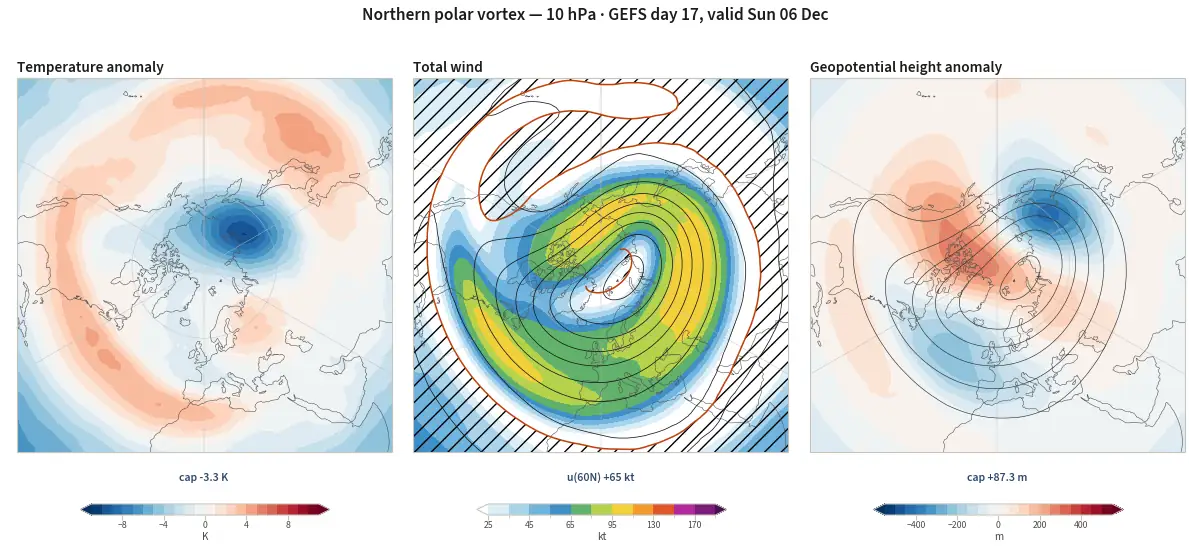 Northern polar vortex — 10 hPa · GEFS day 17, valid Sun 06 Dec
Temperature anomaly
Total wind
Geopotential height anomaly
cap -3.3 K
u(60N) +65 kt
cap +87.3 m
−8 −4 0 4 8
K
25 45 65 95 130 170
kt
−400 −200 0 200 400
m